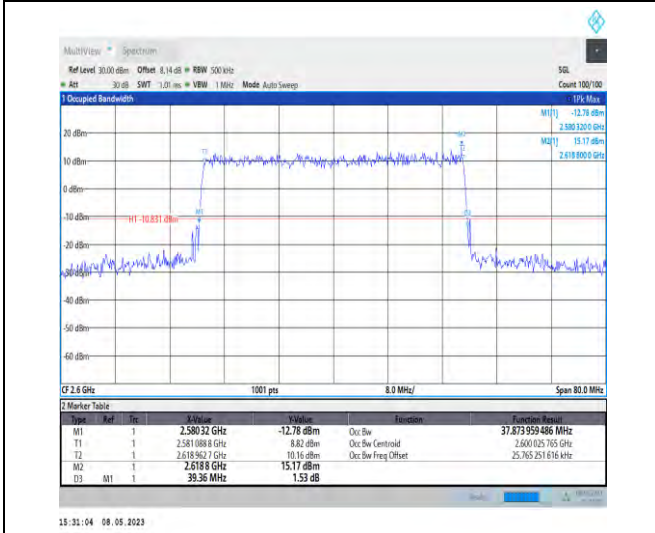 MultiView Spectrum
Ref Level 30.00 dBm Offset 8.14 dB RBW 500 kHz SGL
Att 30 dB SWT 1.01 ms VBW 1 MHz Mode Auto Sweep Count 100/100
1 Occupied Bandwidth 1Pk Max
M1[1] -12.78 dBm
2.580 320 0 GHz
20 dBm M2[1] 15.17 dBm
2.618 800 0 GHz
10 dBm
0 dBm
-10 dBm
H1 -10.831 dBm
M1
-20 dBm
-30 dBm
-40 dBm
-50 dBm
-60 dBm
CF 2.6 GHz 1001 pts 8.0 MHz/ Span 80.0 MHz
2 Marker Table
Type Ref Trc X-Value Y-Value Function Function Result
M1 1 2.580 32 GHz -12.78 dBm Occ Bw 37.873 959 486 MHz
T1 1 2.581 088 8 GHz 8.82 dBm Occ Bw Centroid 2.600 025 765 GHz
T2 1 2.618 962 7 GHz 10.16 dBm Occ Bw Freq Offset 25.765 251 616 kHz
M2 1 2.618 8 GHz 15.17 dBm
D3 M1 1 39.36 MHz 1.53 dB
15:31:04 08.05.2023